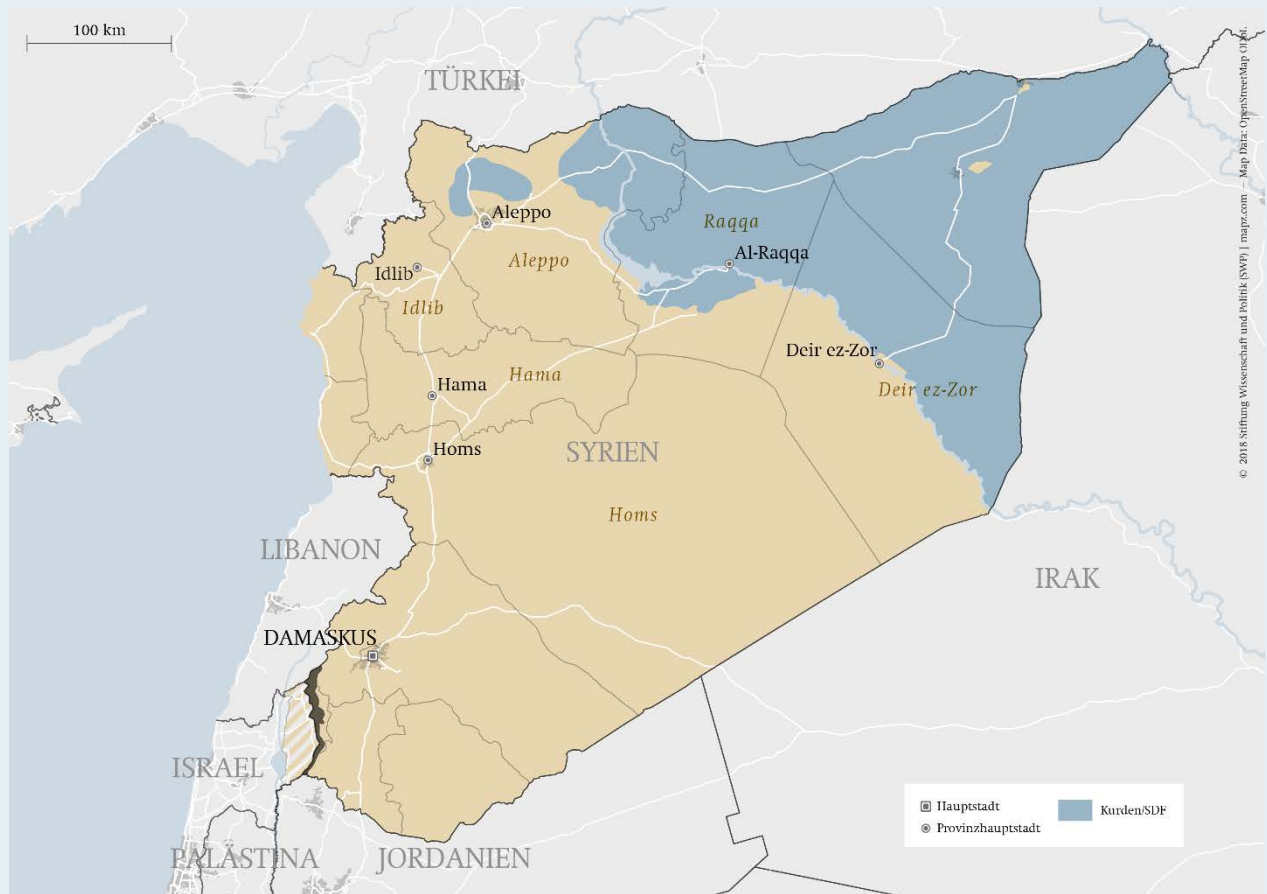 100 km
TÜRKEI
Aleppo
Raqqa
Al-Raqqa
Aleppo
Idlib
Idlib
Deir ez-Zor
Hama
Hama
Deir ez-Zor
Homs
SYRIEN
Homs
LIBANON
IRAK
DAMASKUS
ISRAEL
PALÄSTINA
JORDANIEN
Hauptstadt
Provinzhauptstadt
Kurden/SDF
© 2018 Stiftung Wissenschaft und Politik (SWP) | mapz.com – Map Data: OpenStreetMap ODbL.